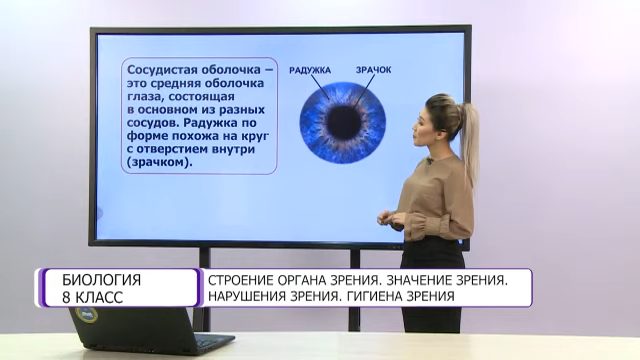 Сосудистая оболочка –
это средняя оболочка
глаза, состоящая
в основном из разных
сосудов. Радужка по
форме похожа на круг
с отверстием внутри
(зрачком).
РАДУЖКА ЗРАЧОК
БИОЛОГИЯ
8 КЛАСС
СТРОЕНИЕ ОРГАНА ЗРЕНИЯ. ЗНАЧЕНИЕ ЗРЕНИЯ.
НАРУШЕНИЯ ЗРЕНИЯ. ГИГИЕНА ЗРЕНИЯ